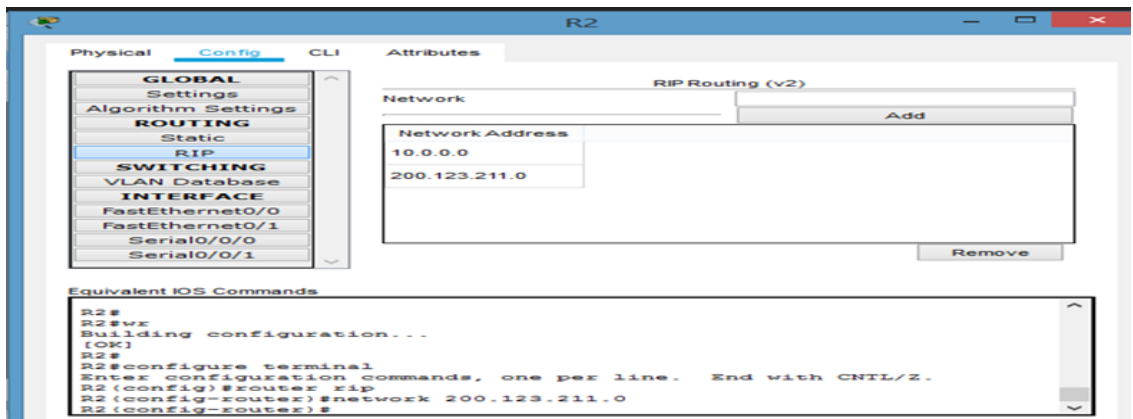 R2
Physical Config CLI Attributes
GLOBAL
Settings
Algorithm Settings
ROUTING
Static
RIP
SWITCHING
VLAN Database
INTERFACE
FastEthernet0/0
FastEthernet0/1
Serial0/0/0
Serial0/0/1
RIP Routing (v2)
Network
Add
Network Address
10.0.0.0
200.123.211.0
Remove
Equivalent IOS Commands
R2#
R2#wr
Building configuration...
[OK]
R2#
R2#configure terminal
Enter configuration commands, one per line. End with CNTL/Z.
R2(config)#router rip
R2(config-router)#network 200.123.211.0
R2(config-router)#